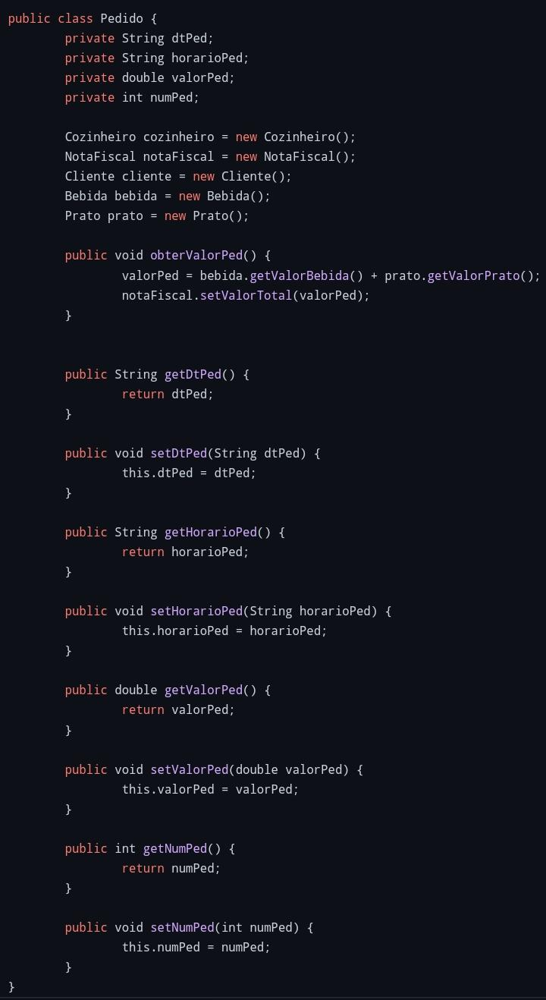 public class Pedido {
private String dtPed;
private String horarioPed;
private double valorPed;
private int numPed;
Cozinheiro cozinheiro = new Cozinheiro();
NotaFiscal notaFiscal = new NotaFiscal();
Cliente cliente = new Cliente();
Bebida bebida = new Bebida();
Prato prato = new Prato();
public void obterValorPed() {
valorPed = bebida.getValorBebida() + prato.getValorPrato();
notaFiscal.setValorTotal(valorPed);
}
public String getDtPed() {
return dtPed;
}
public void setDtPed(String dtPed) {
this.dtPed = dtPed;
}
public String getHorarioPed() {
return horarioPed;
}
public void setHorarioPed(String horarioPed) {
this.horarioPed = horarioPed;
}
public double getValorPed() {
return valorPed;
}
public void setValorPed(double valorPed) {
this.valorPed = valorPed;
}
public int getNumPed() {
return numPed;
}
public void setNumPed(int numPed) {
this.numPed = numPed;
}
}